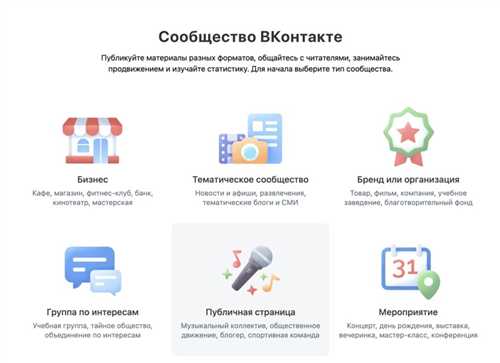 Сообщество ВКонтакте
Публикуйте материалы разных форматов, общайтесь с читателями, занимайтесь
продвижением и изучайте статистику. Для начала выберите тип сообщества.
Бизнес
Кафе, магазин, фитнес-клуб, банк,
кинотеатр, мастерская
Тематическое сообщество
Новости и афиши, развлечения,
тематические блоги и СМИ
Бренд или организация
Товар, фильм, компания, учебное
заведение, благотворительный фонд
Группа по интересам
Учебная группа, тайное общество,
объединение по интересам
Публичная страница
Музыкальный коллектив, общественное
движение, блогер, спортивная команда
31
Мероприятие
Концерт, день рождения, выставка,
вечеринка, мастер-класс, конференция